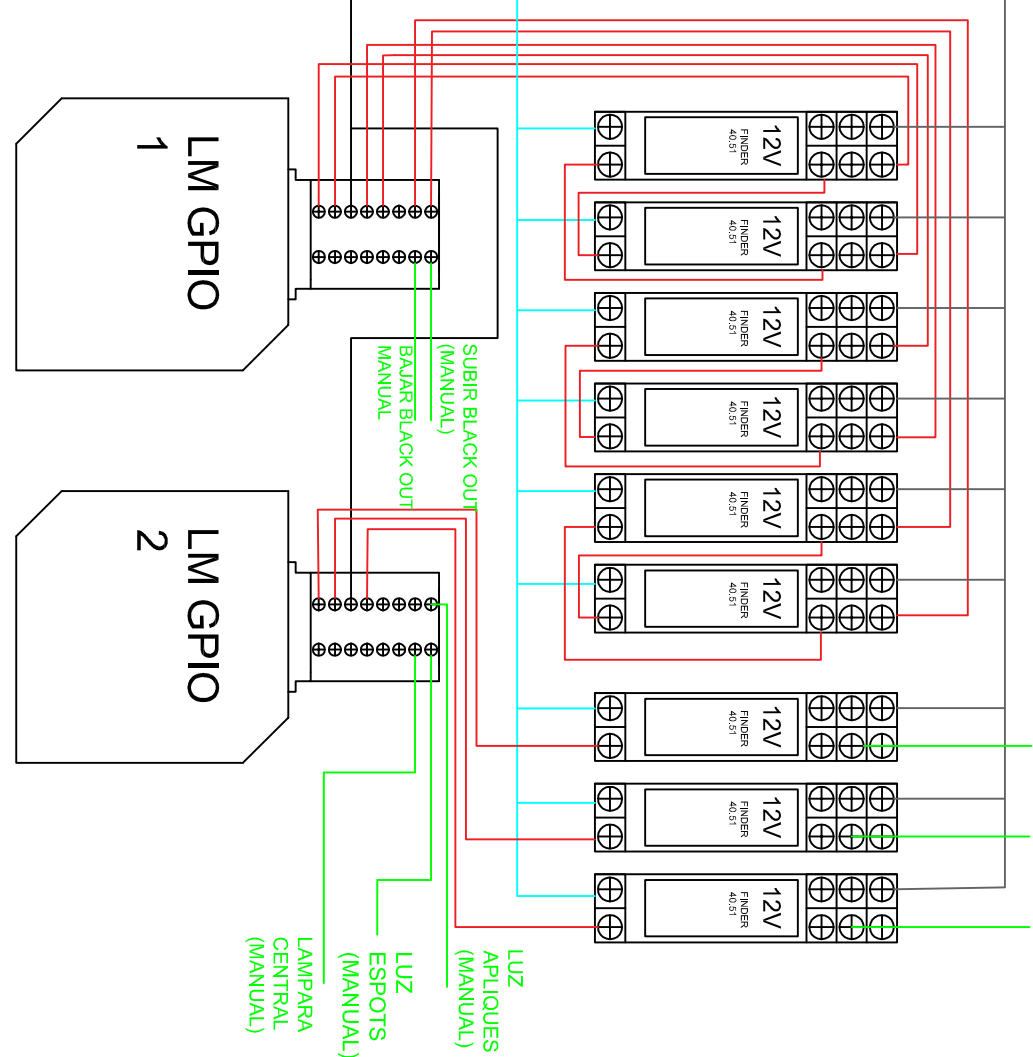 LM GPIO
1
LM GPIO
2
SUBIR BLACK OUT
(MANUAL)
BAJAR BLACK OUT
MANUAL
LUZ
APLIQUES
(MANUAL)
LUZ
ESPOTS
(MANUAL)
LAMPARA
CENTRAL
(MANUAL)
12V
FINDER
40.51
12V
FINDER
40.51
12V
FINDER
40.51
12V
FINDER
40.51
12V
FINDER
40.51
12V
FINDER
40.51
12V
FINDER
40.51
12V
FINDER
40.51
12V
FINDER
40.51